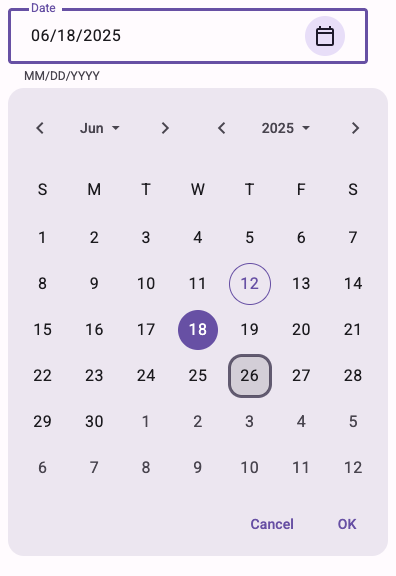 Date
06/18/2025
MM/DD/YYYY
Jun 2025
S M T W T F S
1 2 3 4 5 6 7
8 9 10 11 12 13 14
15 16 17 18 19 20 21
22 23 24 25 26 27 28
29 30 1 2 3 4 5
6 7 8 9 10 11 12
Cancel OK